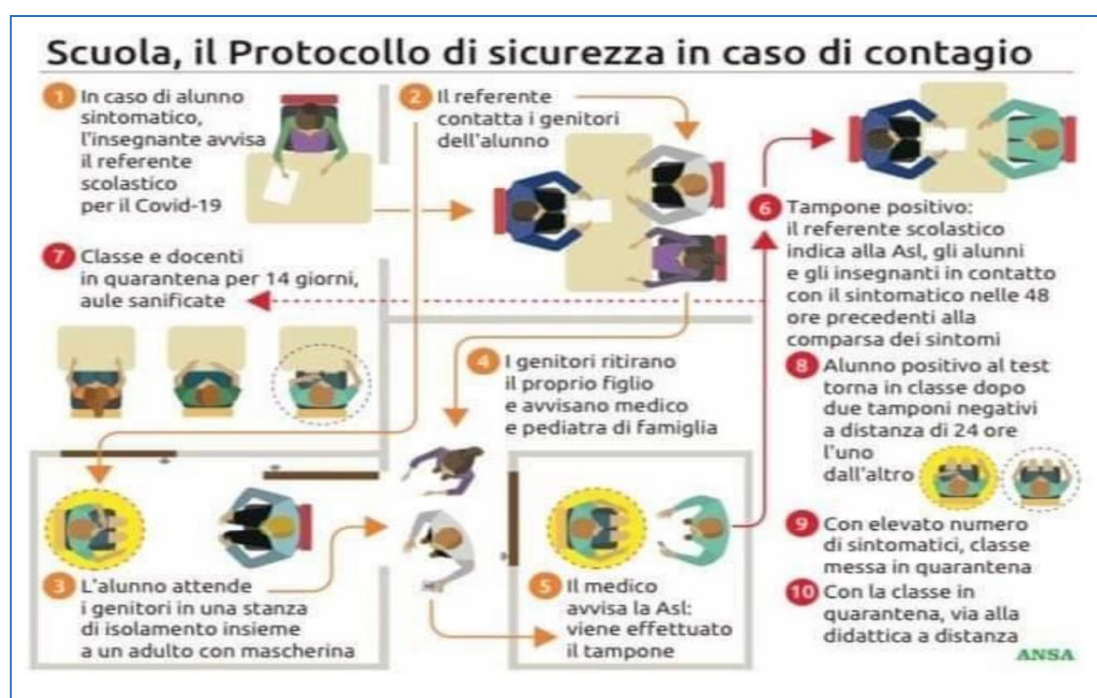 Scuola, il Protocollo di sicurezza in caso di contagio
1 In caso di alunno
sintomatico,
l'insegnante avvisa
il referente
scolastico
per il Covid-19
2 Il referente
contatta i genitori
dell'alunno
3 L'alunno attende
i genitori in una stanza
di isolamento insieme
a un adulto con mascherina
4 I genitori ritirano
il proprio figlio
e avvisano medico
e pediatra di famiglia
5 Il medico
avvisa la Asl:
viene effettuato
il tampone
6 Tampone positivo:
il referente scolastico
indica alla Asl, gli alunni
e gli insegnanti in contatto
con il sintomatico nelle 48
ore precedenti alla
comparsa dei sintomi
7 Classe e docenti
in quarantena per 14 giorni,
aule sanificate
8 Alunno positivo al test
torna in classe dopo
due tamponi negativi
a distanza di 24 ore
l'uno
dall'altro
9 Con elevato numero
di sintomatici, classe
messa in quarantena
10 Con la classe in
quarantena, via alla
didattica a distanza
ANSA